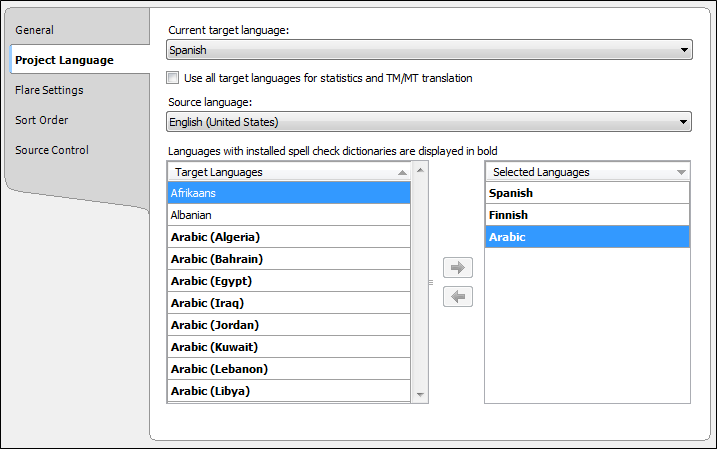 General
Project Language
Flare Settings
Sort Order
Source Control
Current target language:
Spanish
Use all target languages for statistics and TM/MT translation
Source language:
English (United States)
Languages with installed spell check dictionaries are displayed in bold
Target Languages
Afrikaans
Albanian
Arabic (Algeria)
Arabic (Bahrain)
Arabic (Egypt)
Arabic (Iraq)
Arabic (Jordan)
Arabic (Kuwait)
Arabic (Lebanon)
Arabic (Libya)
Selected Languages
Spanish
Finnish
Arabic